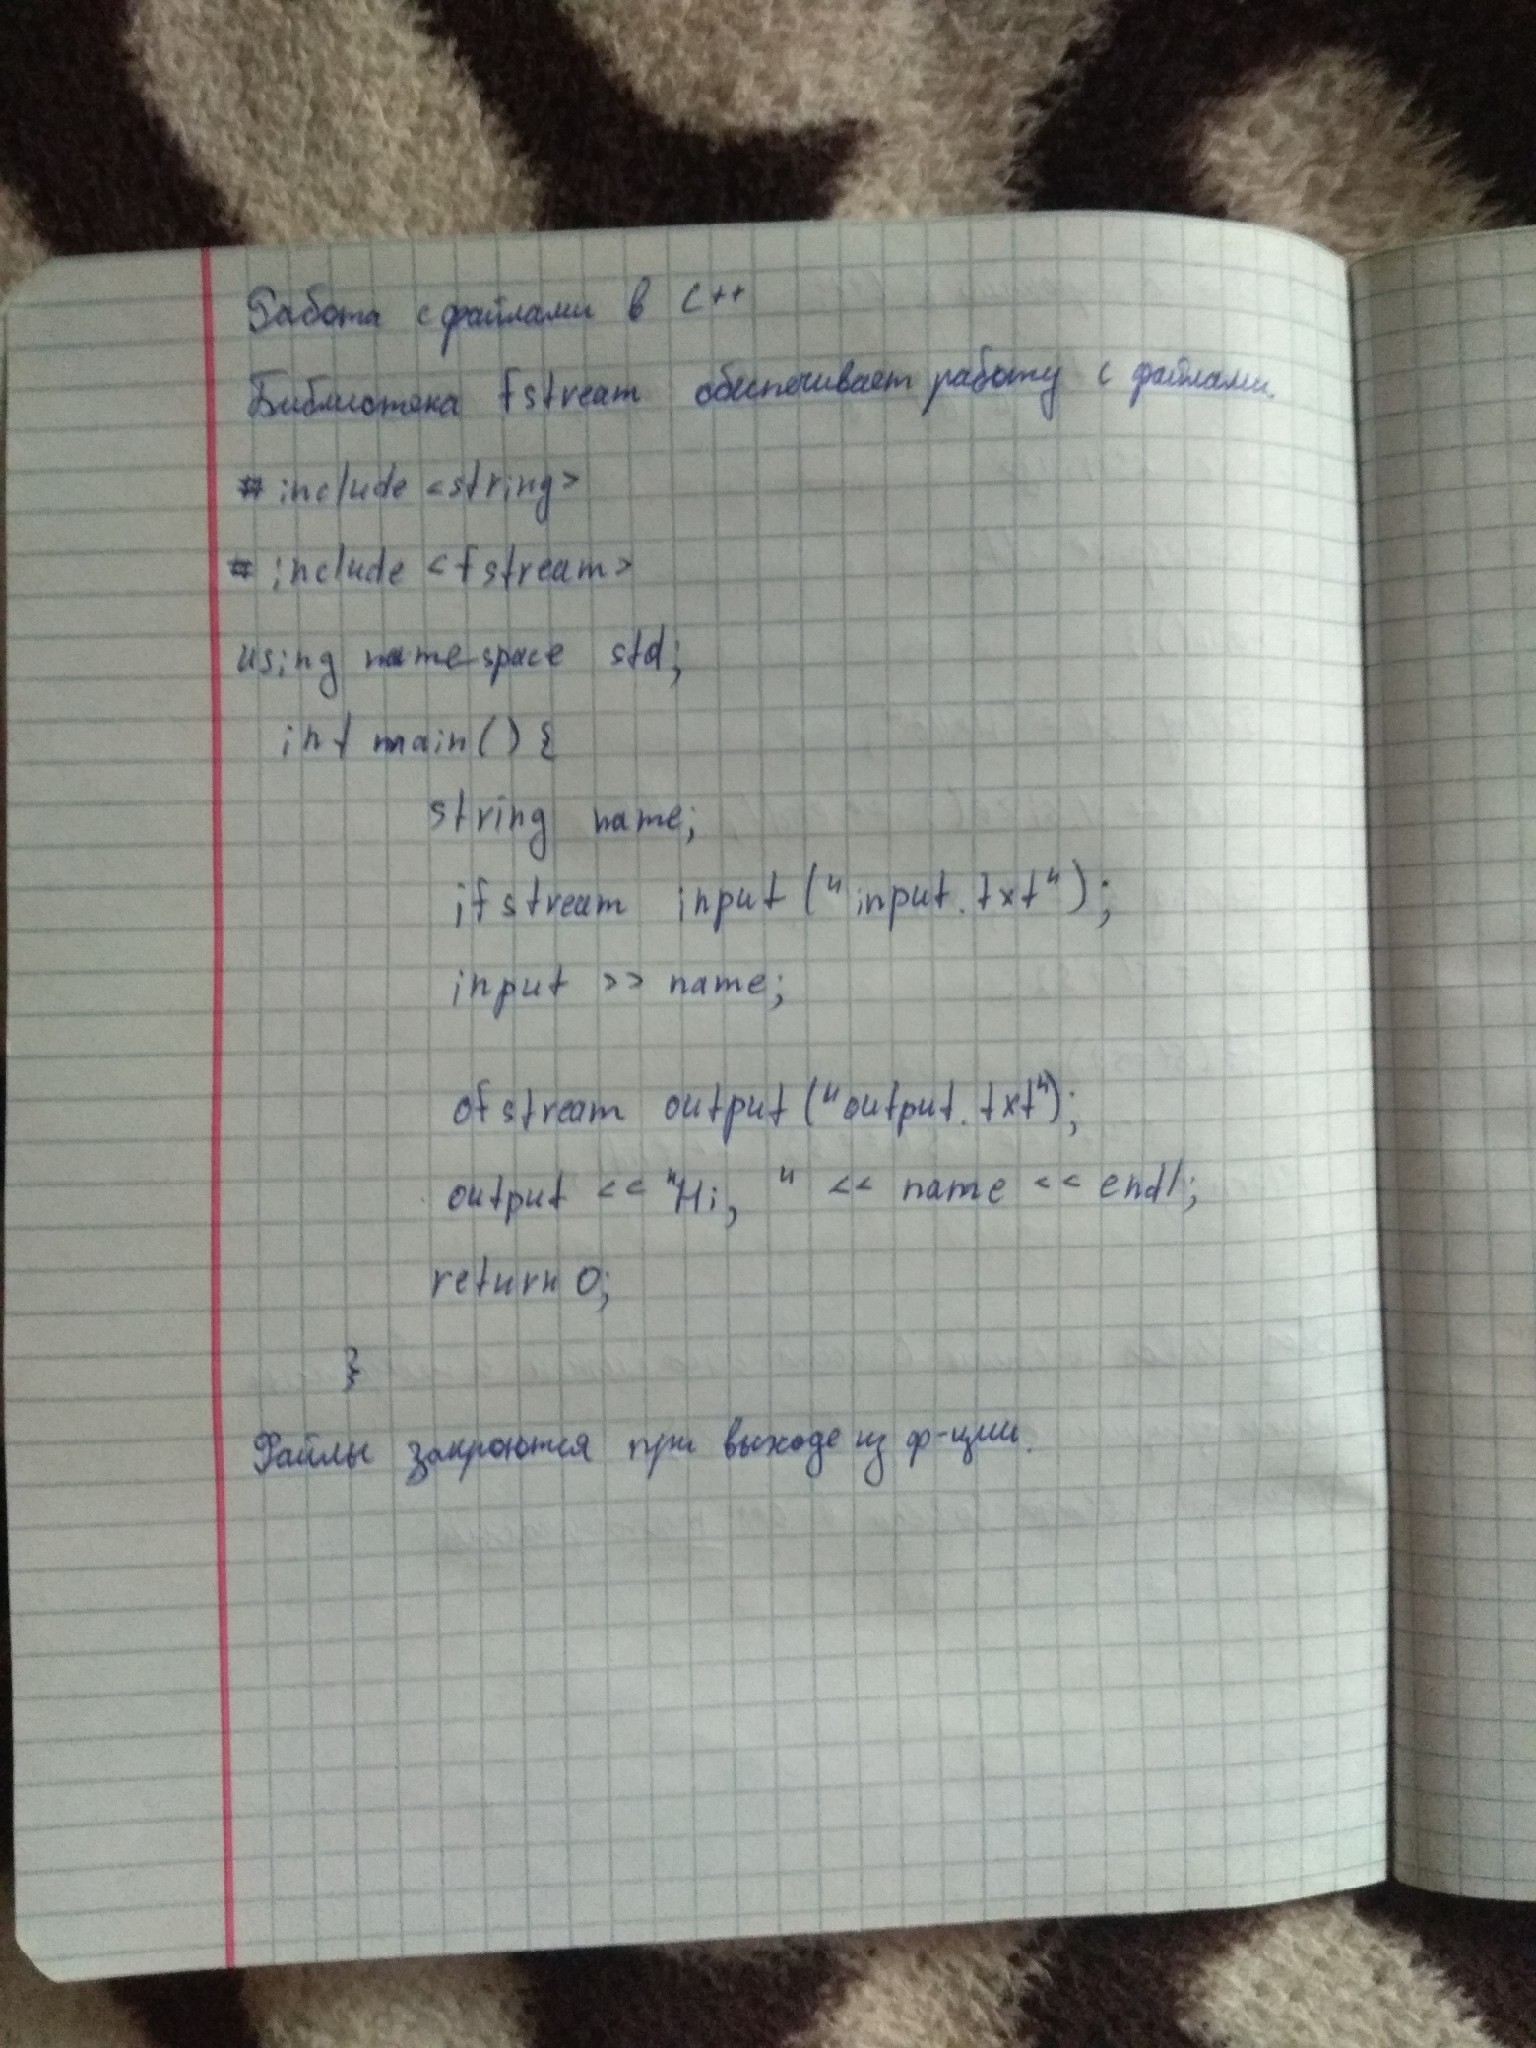 Работа с файлами в C++
Библиотека fstream обеспечивает работу с файлами.
# include <string>
# include <fstream>
using namespace std;
int main() {
string name;
ifstream input ("input.txt");
input >> name;
ofstream output ("output.txt");
output << "Hi, " << name << endl;
return 0;
}
Файлы закроются при выходе из ф-ции.